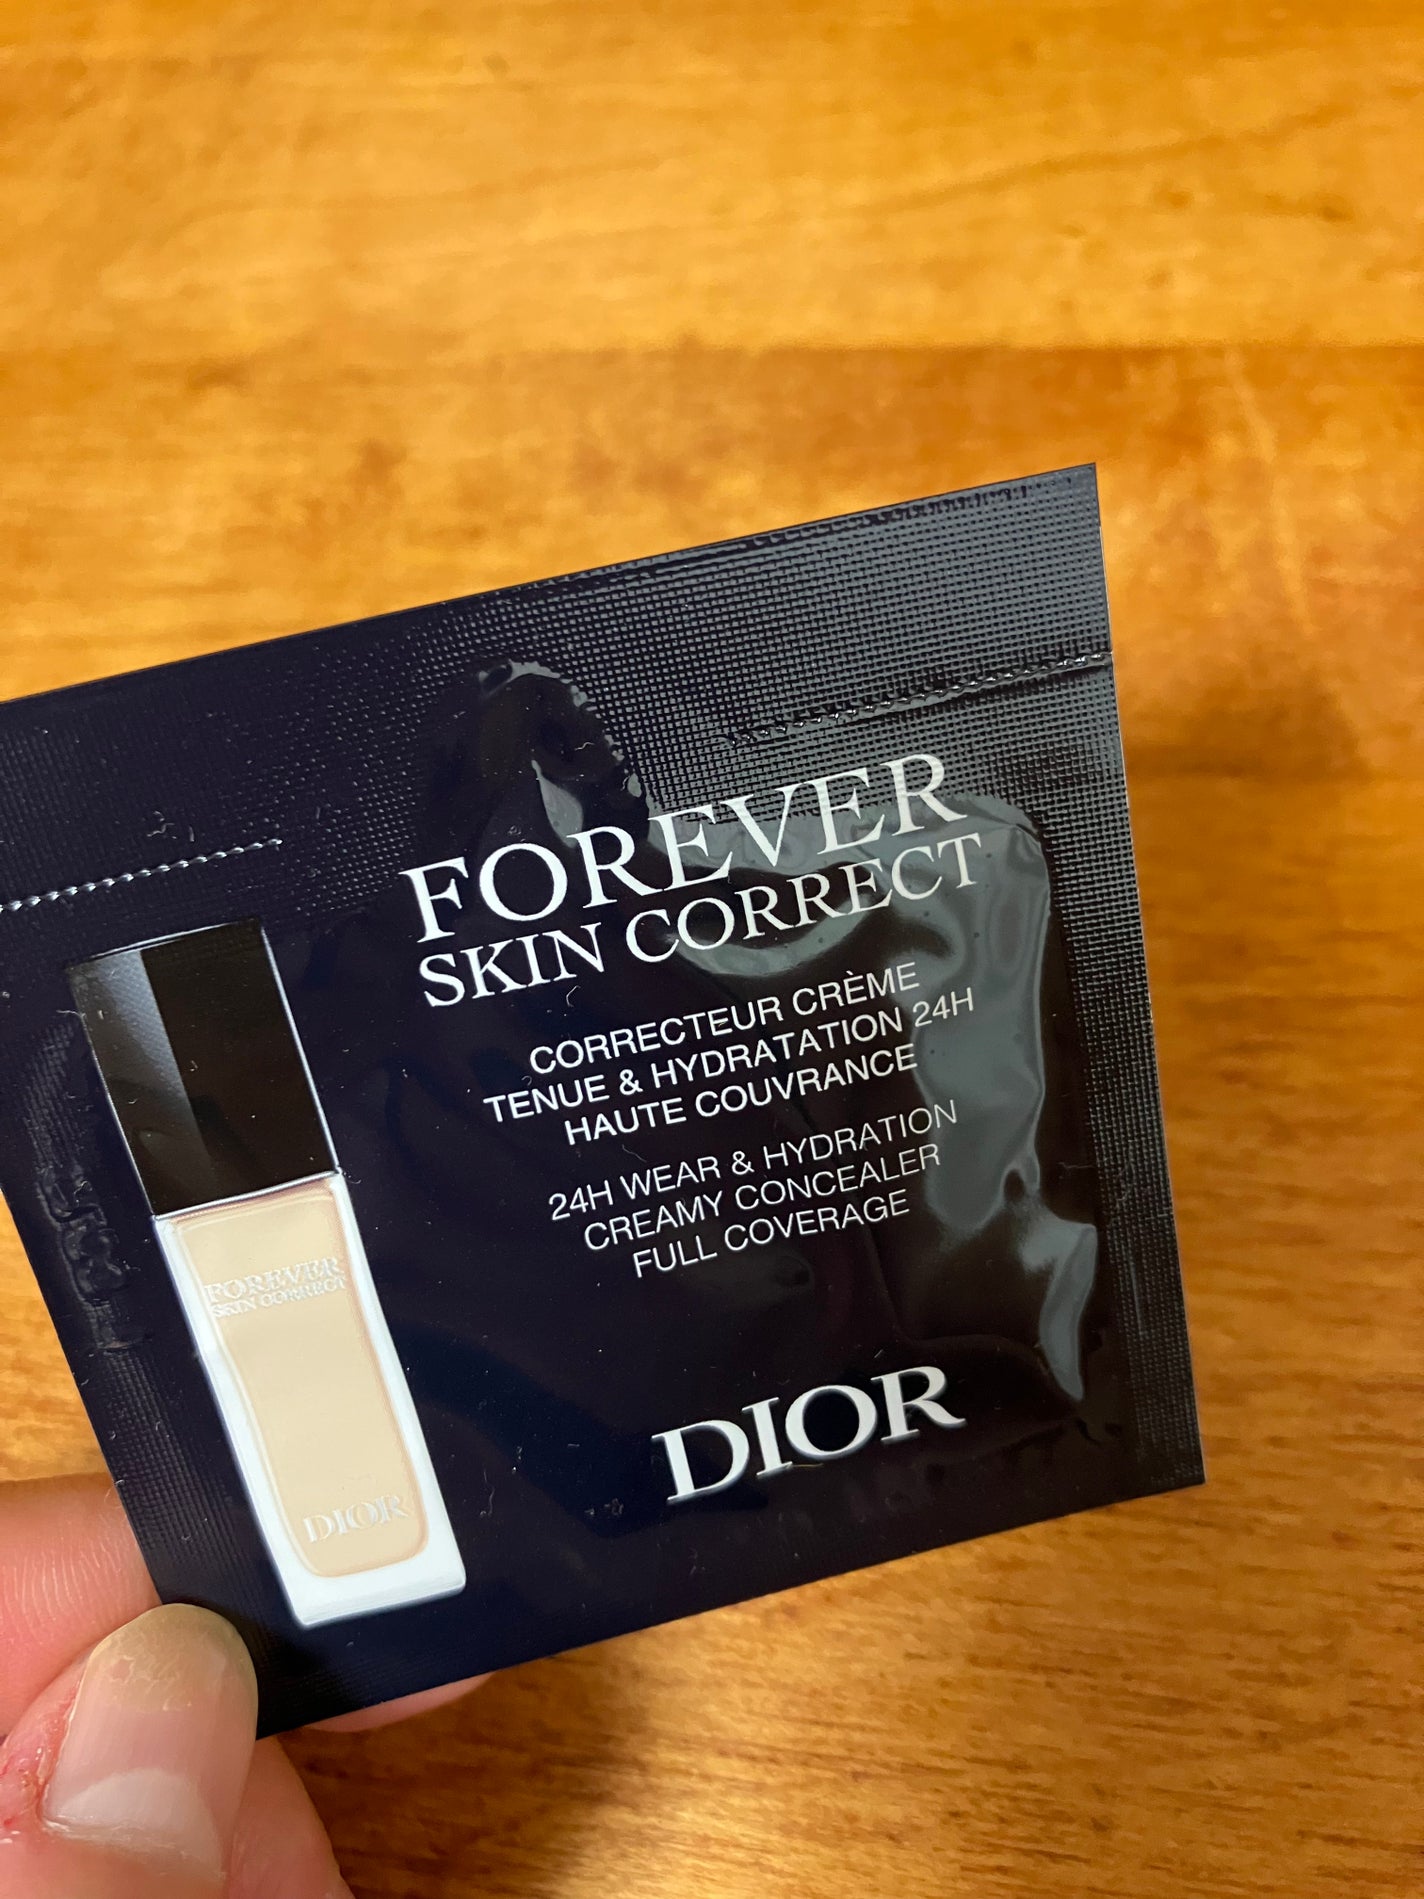 FOREVER
SKIN CORRECT
CORRECTEUR CRÈME
TENUE & HYDRATATION 24H
HAUTE COUVRANCE
24H WEAR & HYDRATION
CREAMY CONCEALER
FULL COVERAGE
DIOR
FOREVER
SKIN CORRECT
DIOR